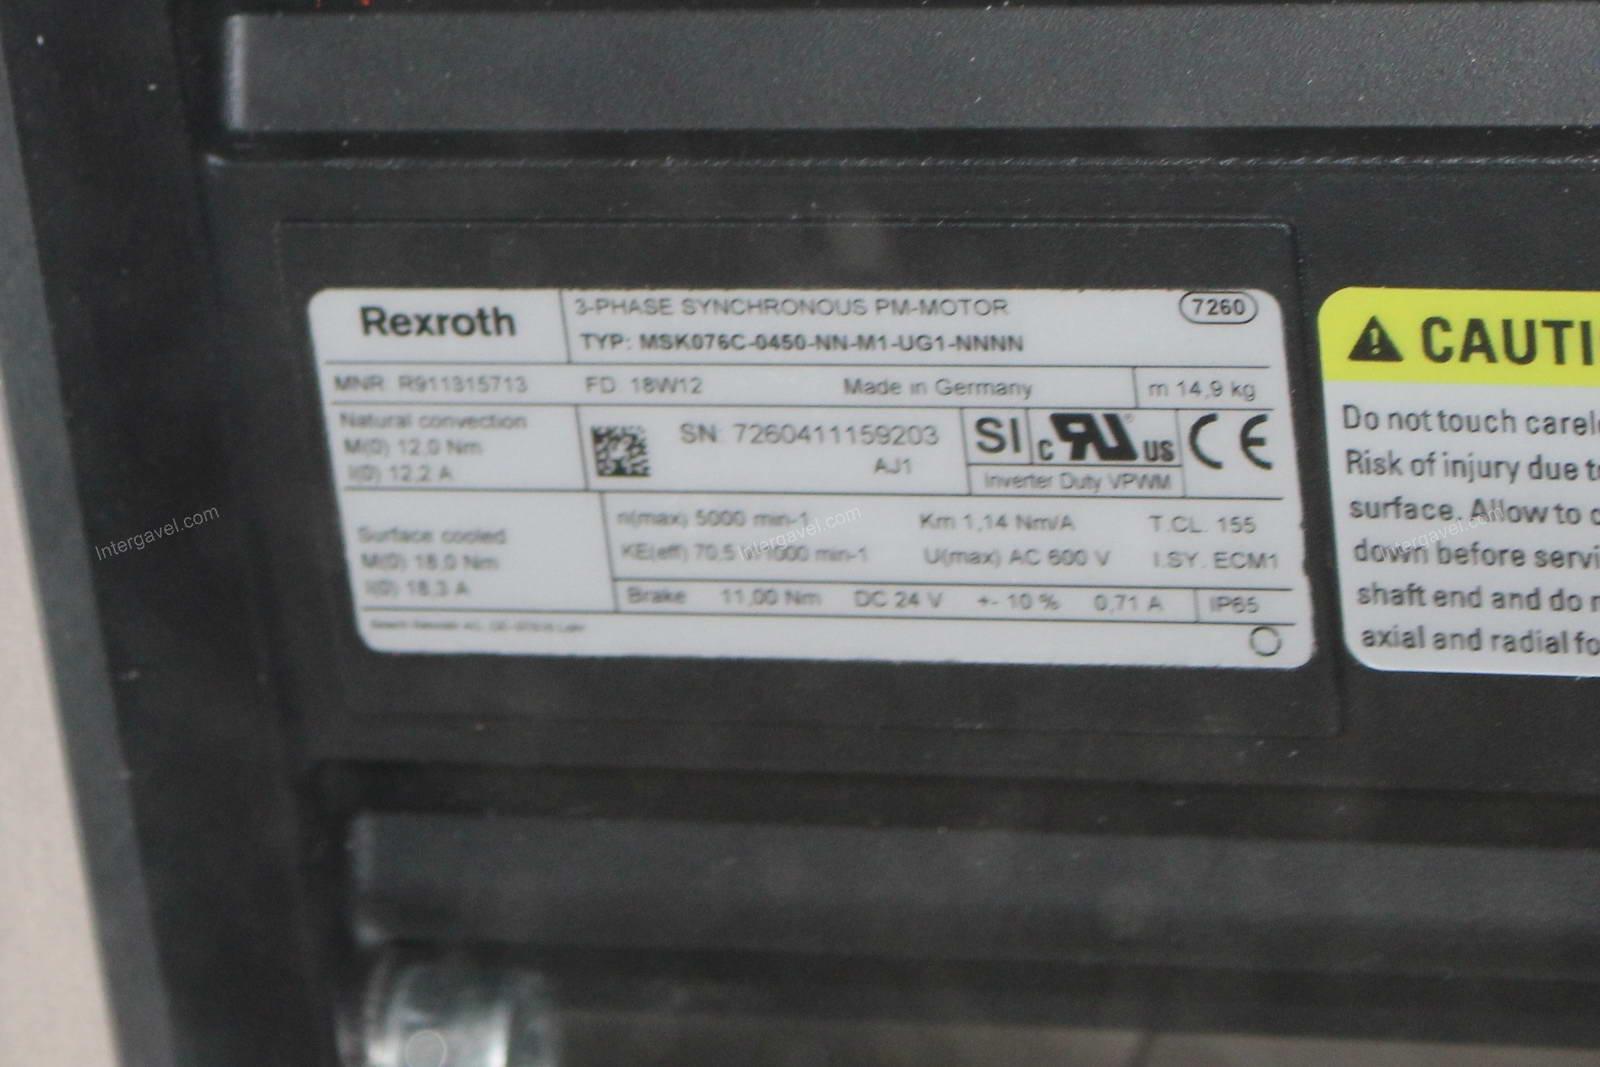 Rexroth
3-PHASE SYNCHRONOUS PM-MOTOR
7260
TYP: MSK076C-0450-NN-M1-UG1-NNNN
MNR R911315713 FD 18W12 Made in Germany m 14,9 kg
Natural convection
M(0) 12,0 Nm
I(0) 12,2 A
SN 7260411159203
AJ1
SI c RU ® US CE
Inverter Duty VPWM
Surface cooled
M(0) 18,0 Nm
I(0) 18,3 A
n(max) 5000 min-1 Km 1,14 Nm/A T.CL. 155
KE(eff) 70,5 1000 min-1 U(max) AC 600 V I.SY. ECM1
Brake 11,00 Nm DC 24 V +- 10 % 0,71 A IP65
CAUTI
Do not touch carel
Risk of injury due t
surface. Allow to c
down before servi
shaft end and do
axial and radial fo
Intergavel.com
Intergavel.com
Intergavel.com